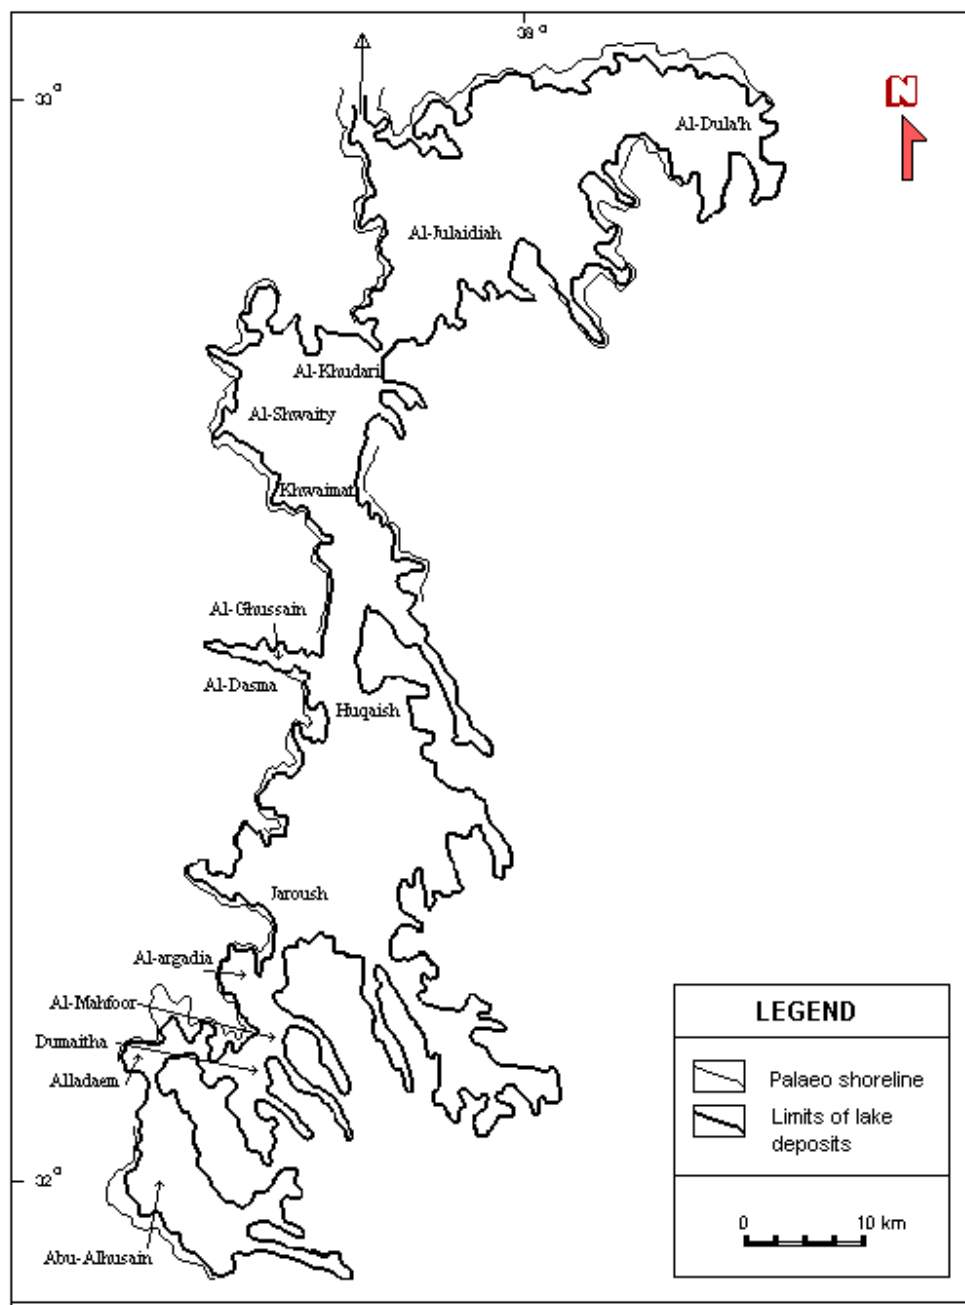 38°
33°
N
Al-Dula'h
Al-Julaidiah
Al-Khudari
Al-Shwaity
Khwaimat
Al-Ghussain
Al-Dasma
Huqaish
Jaroush
Al-argadia
Al-Mahfoor
Dumaitha
Alladaem
32°
Abu-Alhusain
LEGEND
Palaeo shoreline
Limits of lake
deposits
0 10 km